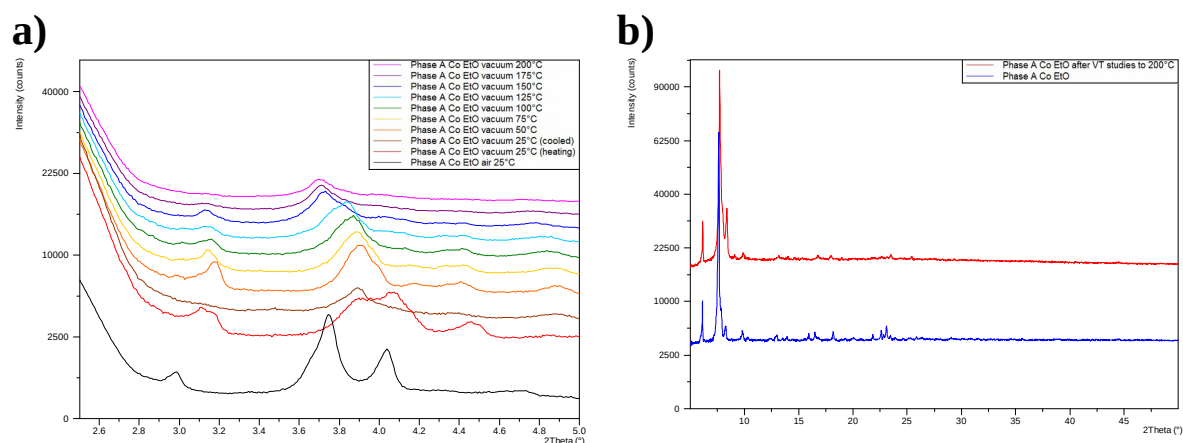 a)
Intensity (counts)
40000
22500
10000
2500
0
Phase A Co EtO vacuum 200°C
Phase A Co EtO vacuum 175°C
Phase A Co EtO vacuum 150°C
Phase A Co EtO vacuum 125°C
Phase A Co EtO vacuum 100°C
Phase A Co EtO vacuum 75°C
Phase A Co EtO vacuum 50°C
Phase A Co EtO vacuum 25°C (cooled)
Phase A Co EtO vacuum 25°C (heating)
Phase A Co EtO air 25°C
2.6 2.8 3.0 3.2 3.4 3.6 3.8 4.0 4.2 4.4 4.6 4.8 5.0
2Theta (°)
b)
Intensity (counts)
90000
62500
40000
22500
10000
2500
0
Phase A Co EtO after VT studies to 200°C
Phase A Co EtO
10 15 20 25 30 35 40 45
2Theta (°)